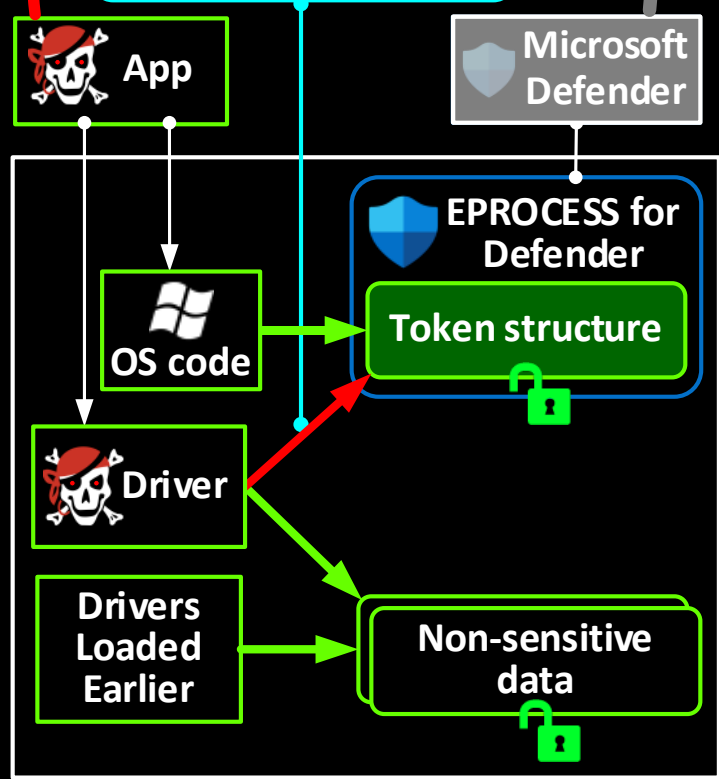 App
Microsoft
Defender
EPROCESS for
Defender
Token structure
OS code
Driver
Drivers
Loaded
Earlier
Non-sensitive
data